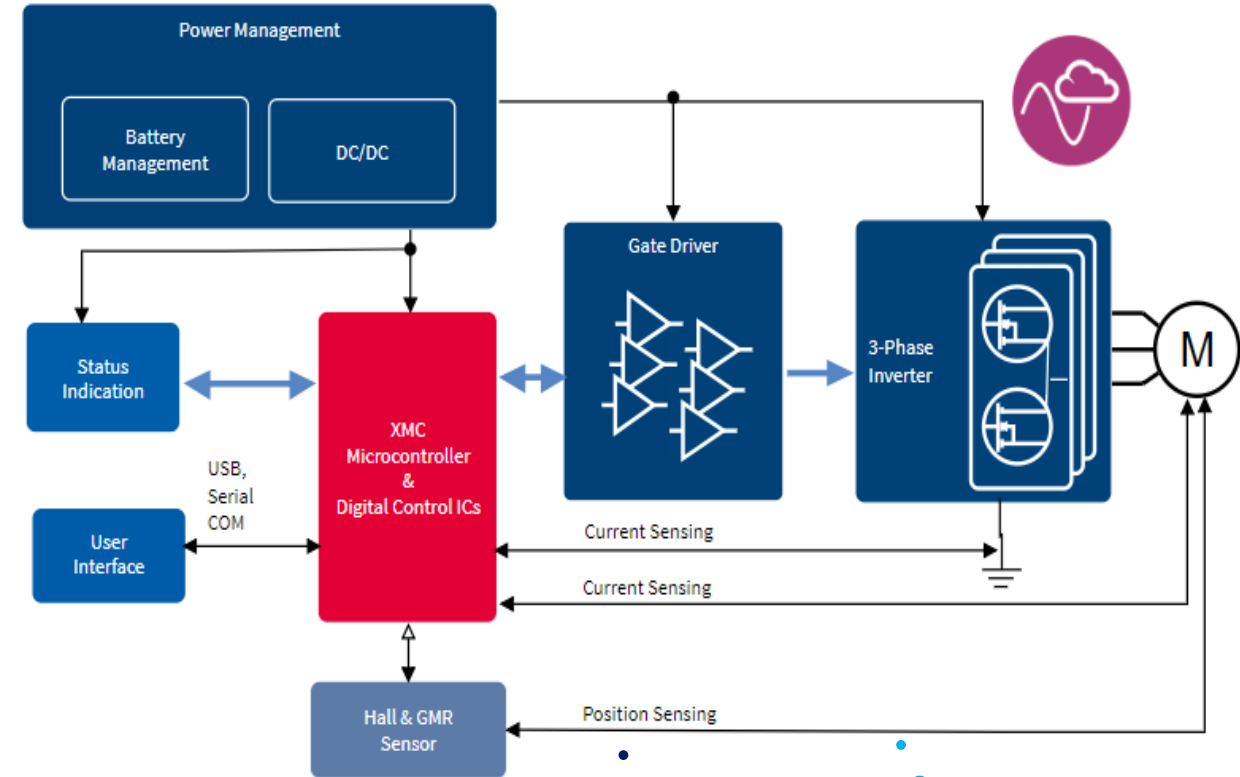 Power Management
Battery
Management
DC/DC
Gate Driver
3-Phase
Inverter
M
Status
Indication
XMC
Microcontroller
&
Digital Control ICs
USB,
Serial
COM
User
Interface
Current Sensing
Current Sensing
Hall & GMR
Sensor
Position Sensing